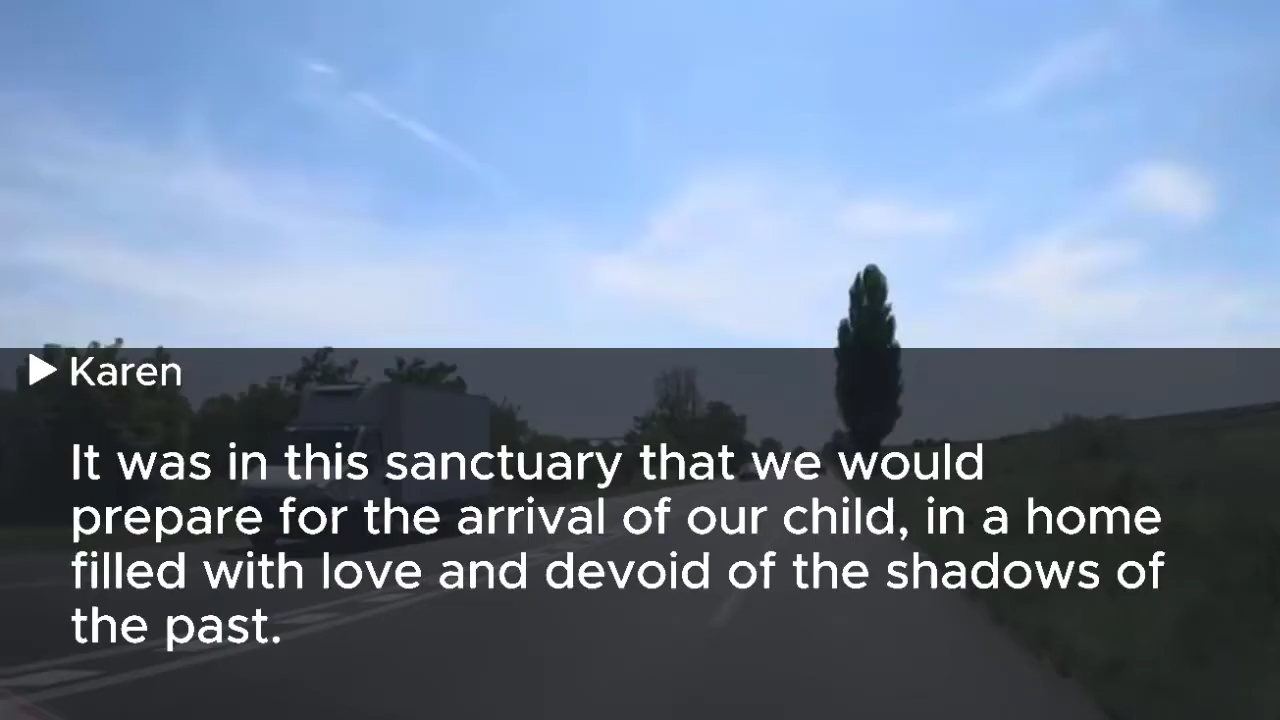 Karen
It was in this sanctuary that we would
prepare for the arrival of our child, in a home
filled with love and devoid of the shadows of
the past.